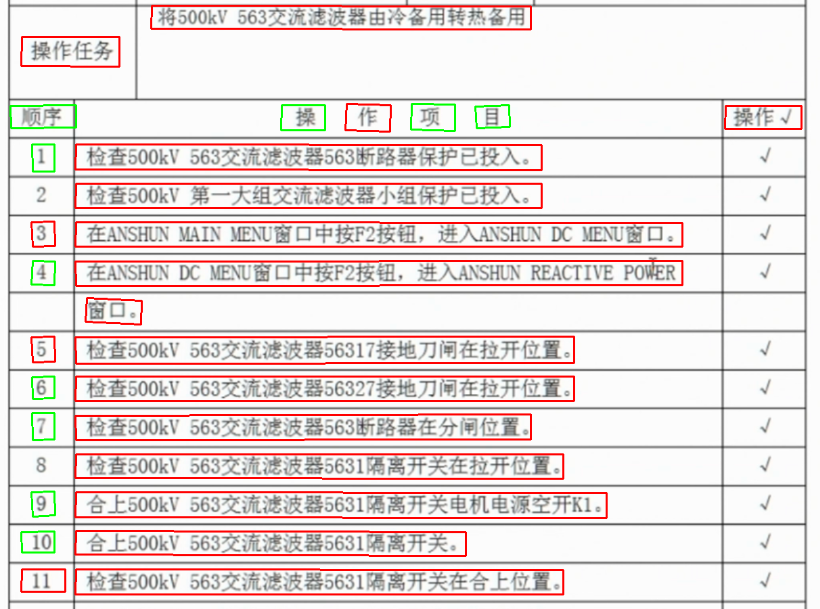 将500kV 563交流滤波器由冷备用转热备用
操作任务
顺序 操 作 项 目 操作√
1 检查500kV 563交流滤波器563断路器保护已投入。 √
2 检查500kV 第一大组交流滤波器小组保护已投入。 √
3 在ANSHUN MAIN MENU窗口中按F2按钮，进入ANSHUN DC MENU窗口。 √
4 在ANSHUN DC MENU窗口中按F2按钮，进入ANSHUN REACTIVE POWER √
窗口。
5 检查500kV 563交流滤波器56317接地刀闸在拉开位置。 √
6 检查500kV 563交流滤波器56327接地刀闸在拉开位置。 √
7 检查500kV 563交流滤波器563断路器在分闸位置。 √
8 检查500kV 563交流滤波器5631隔离开关在拉开位置。 √
9 合上500kV 563交流滤波器5631隔离开关电机电源空开K1。 √
10 合上500kV 563交流滤波器5631隔离开关。 √
11 检查500kV 563交流滤波器5631隔离开关在合上位置。 √